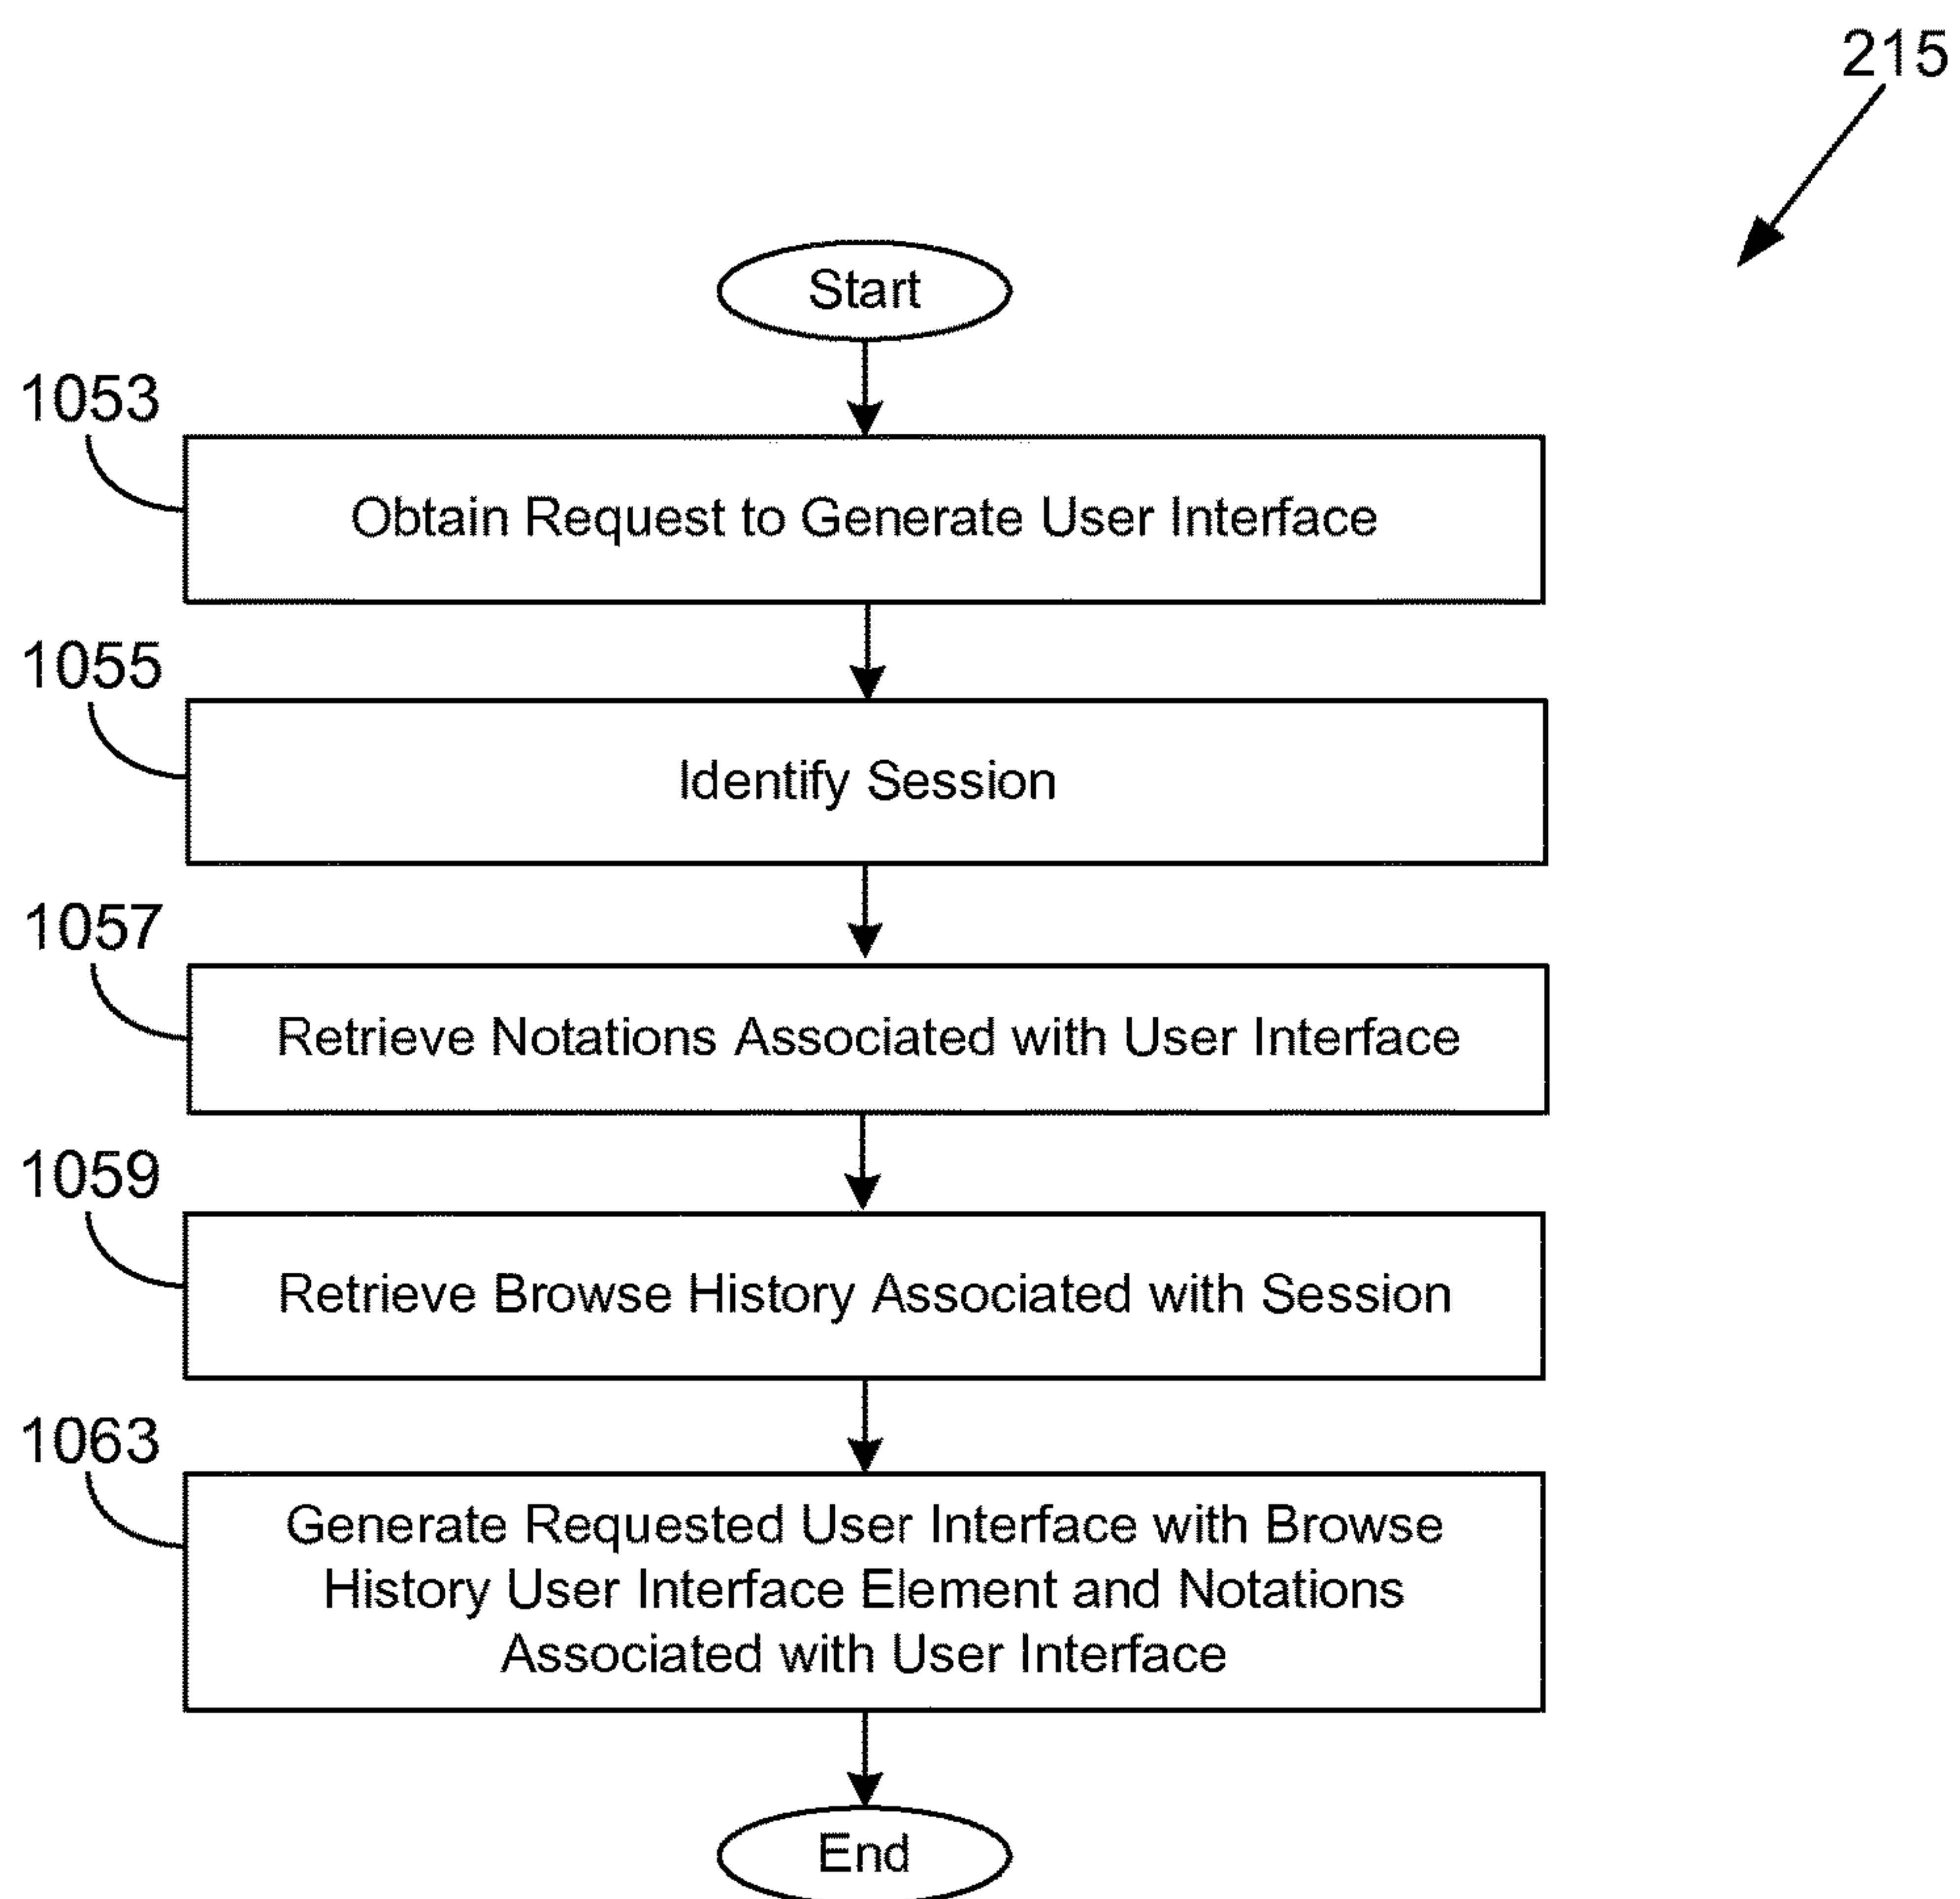 215
Start
1053
Obtain Request to Generate User Interface
1055
Identify Session
1057
Retrieve Notations Associated with User Interface
1059
Retrieve Browse History Associated with Session
1063
Generate Requested User Interface with Browse
History User Interface Element and Notations
Associated with User Interface
End